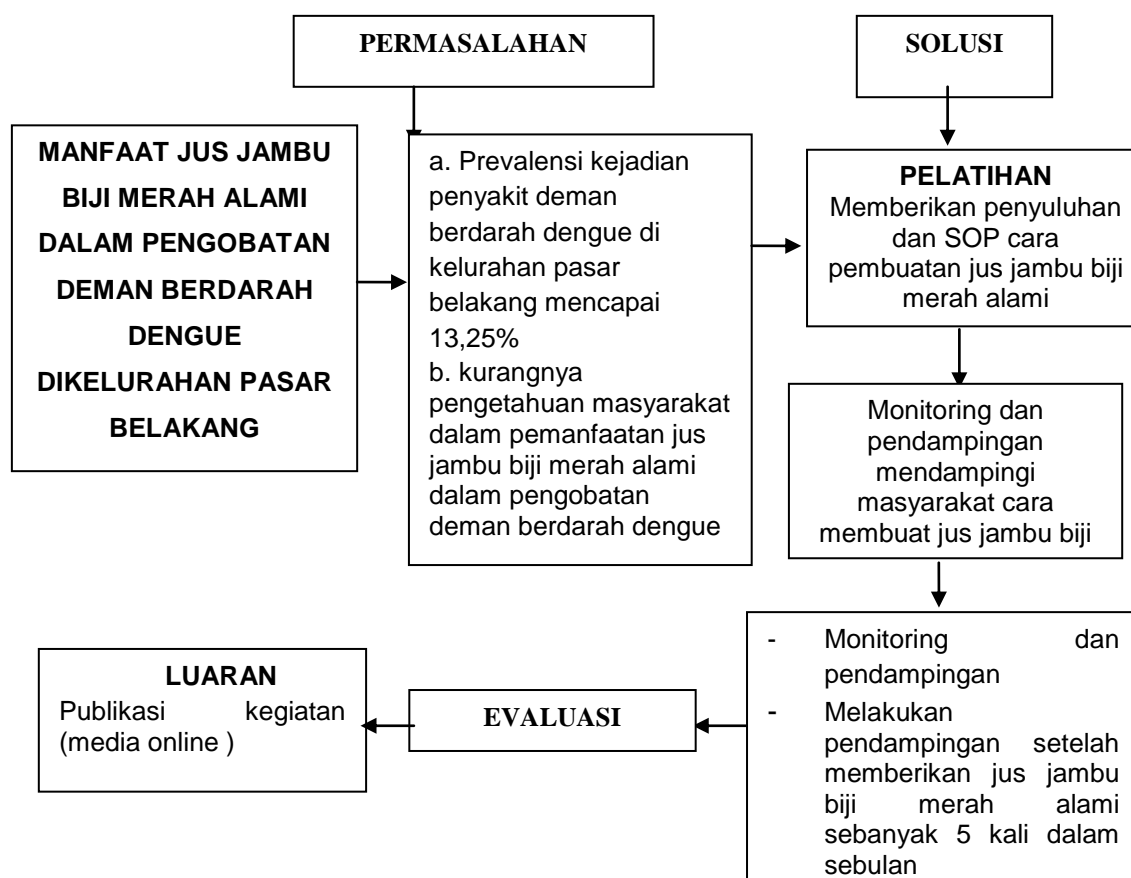 PERMASALAHAN
SOLUSI
MANFAAT JUS JAMBU
BIJI MERAH ALAMI
DALAM PENGOBATAN
DEMAN BERDARAH
DENGUE
DIKELURAHAN PASAR
BELAKANG
a. Prevalensi kejadian
penyakit deman
berdarah dengue di
kelurahan pasar
belakang mencapai
13,25%
b. kurangnya
pengetahuan masyarakat
dalam pemanfaatan jus
jambu biji merah alami
dalam pengobatan
deman berdarah dengue
PELATIHAN
Memberikan penyuluhan
dan SOP cara
pembuatan jus jambu biji
merah alami
Monitoring dan
pendampingan
mendampingi
masyarakat cara
membuat jus jambu biji
- Monitoring dan
pendampingan
- Melakukan
pendampingan setelah
memberikan jus jambu
biji merah alami
sebanyak 5 kali dalam
sebulan
EVALUASI
LUARAN
Publikasi kegiatan
(media online )